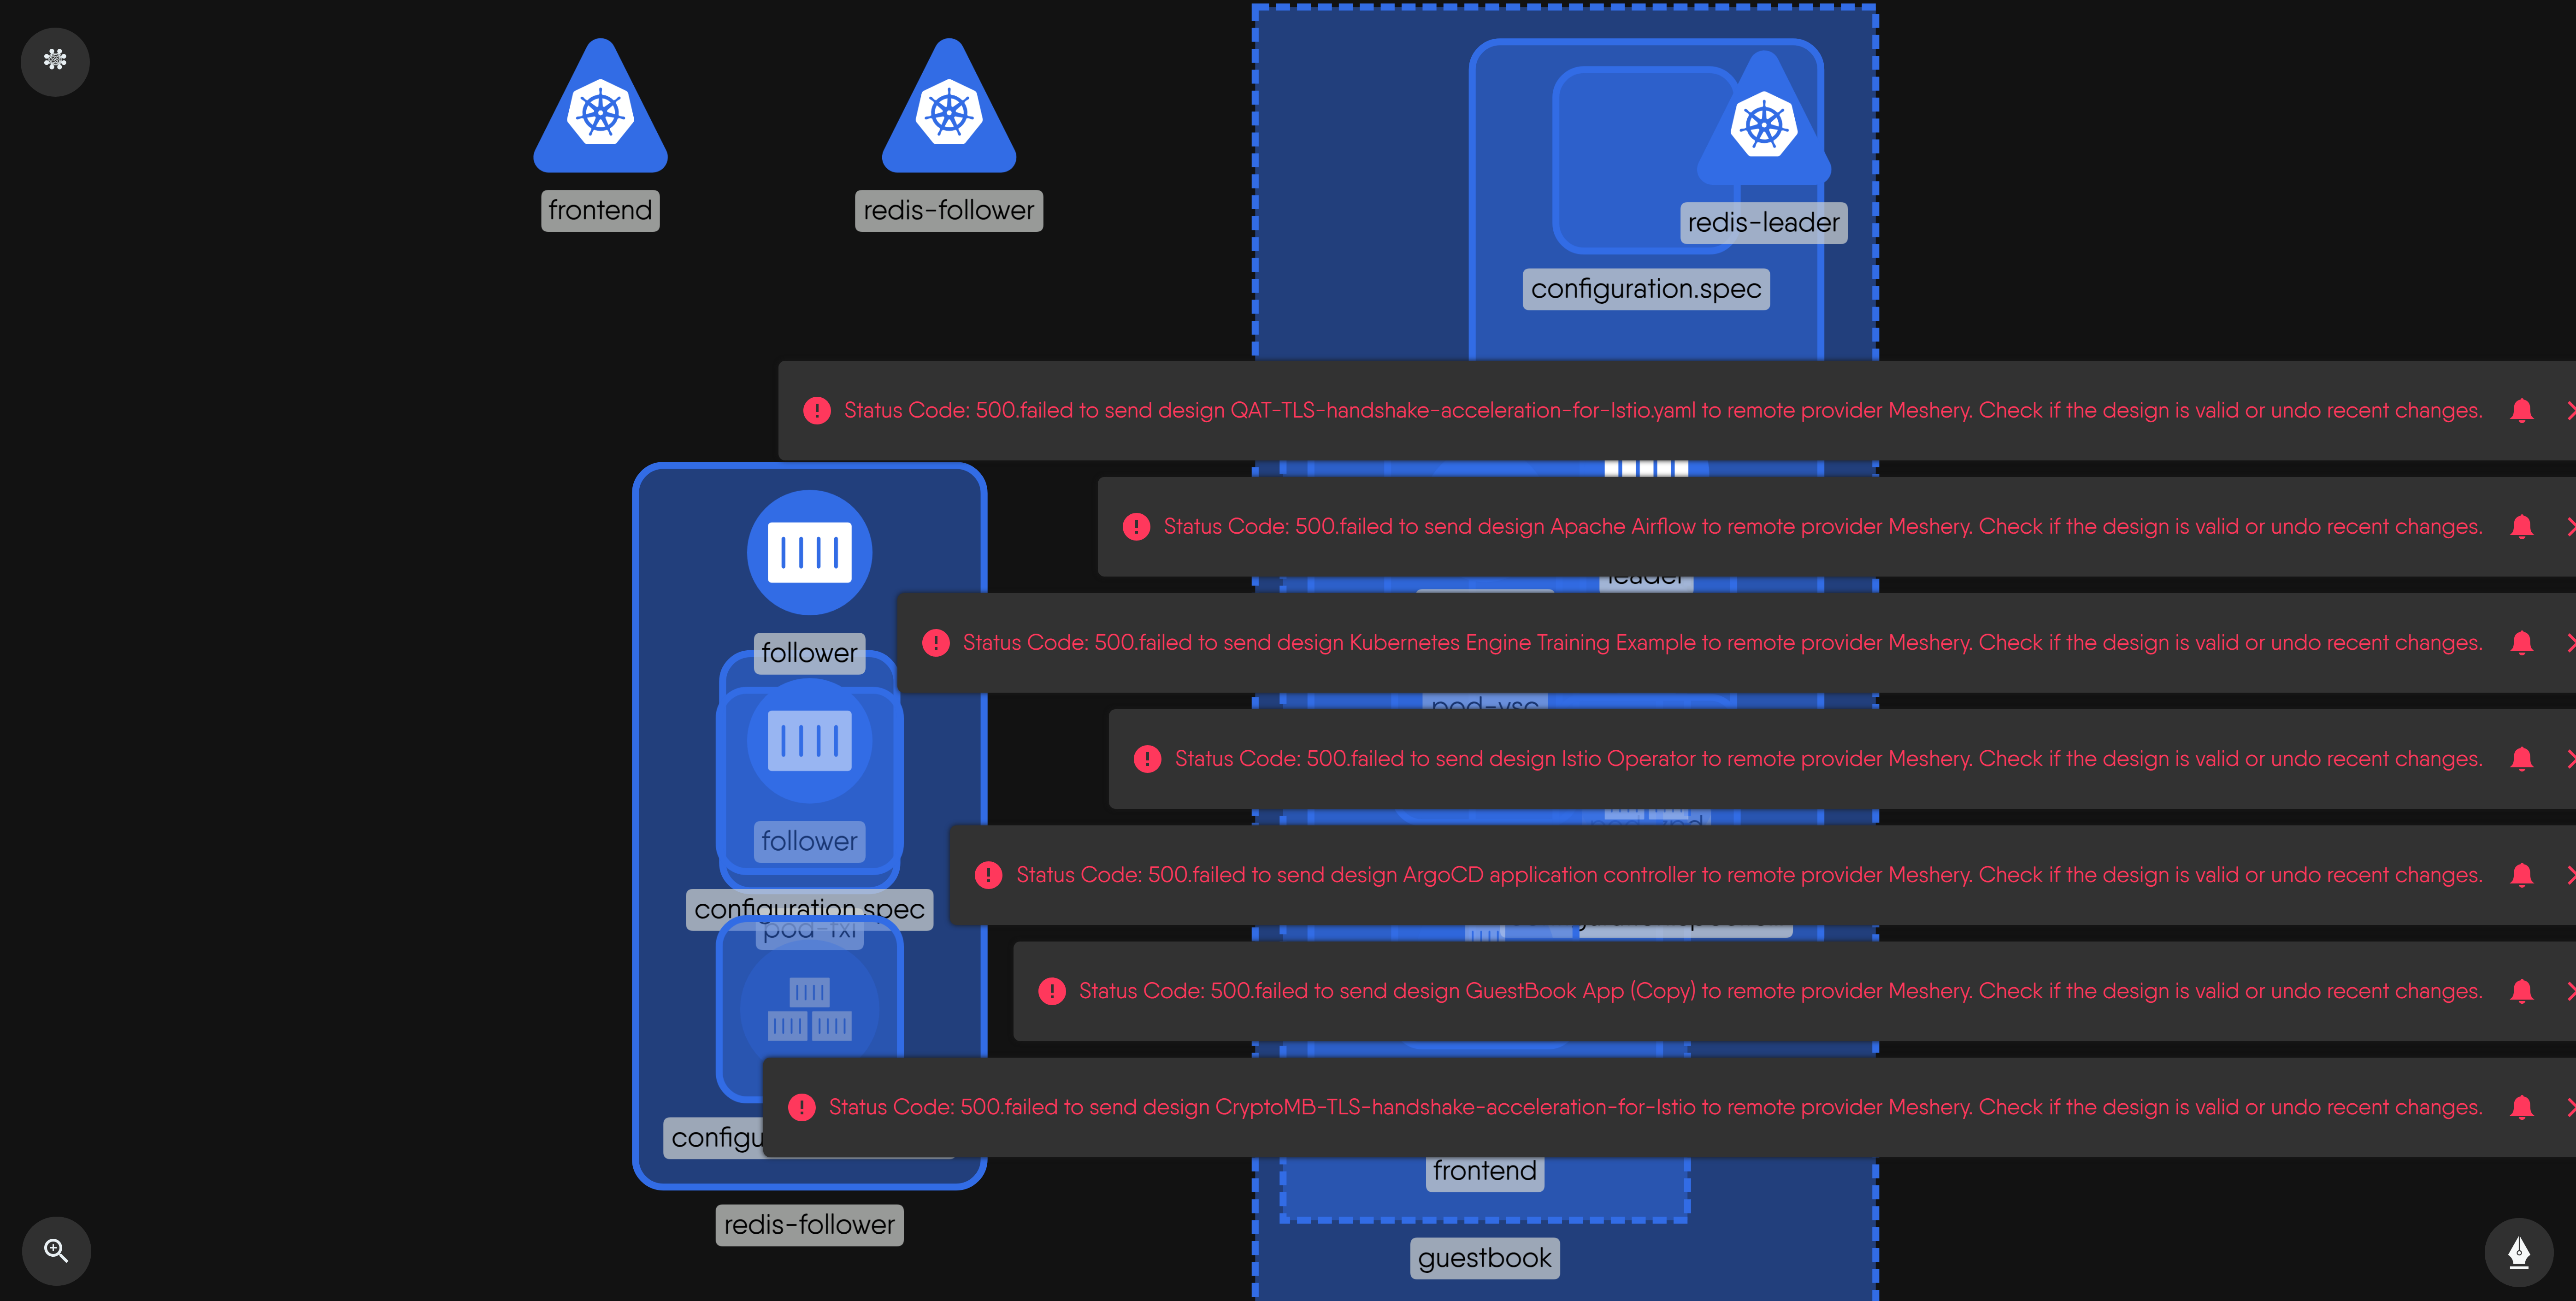 frontend
redis-follower
redis-leader
configuration.spec
Status Code: 500.failed to send design QAT-TLS-handshake-acceleration-for-Istio.yaml to remote provider Meshery. Check if the design is valid or undo recent changes.
Status Code: 500.failed to send design Apache Airflow to remote provider Meshery. Check if the design is valid or undo recent changes.
leader
Status Code: 500.failed to send design Kubernetes Engine Training Example to remote provider Meshery. Check if the design is valid or undo recent changes.
follower
pod-vsc
Status Code: 500.failed to send design Istio Operator to remote provider Meshery. Check if the design is valid or undo recent changes.
follower
Status Code: 500.failed to send design ArgoCD application controller to remote provider Meshery. Check if the design is valid or undo recent changes.
configuration.spec
Status Code: 500.failed to send design GuestBook App (Copy) to remote provider Meshery. Check if the design is valid or undo recent changes.
Status Code: 500.failed to send design CryptoMB-TLS-handshake-acceleration-for-Istio to remote provider Meshery. Check if the design is valid or undo recent changes.
configu
frontend
redis-follower
guestbook